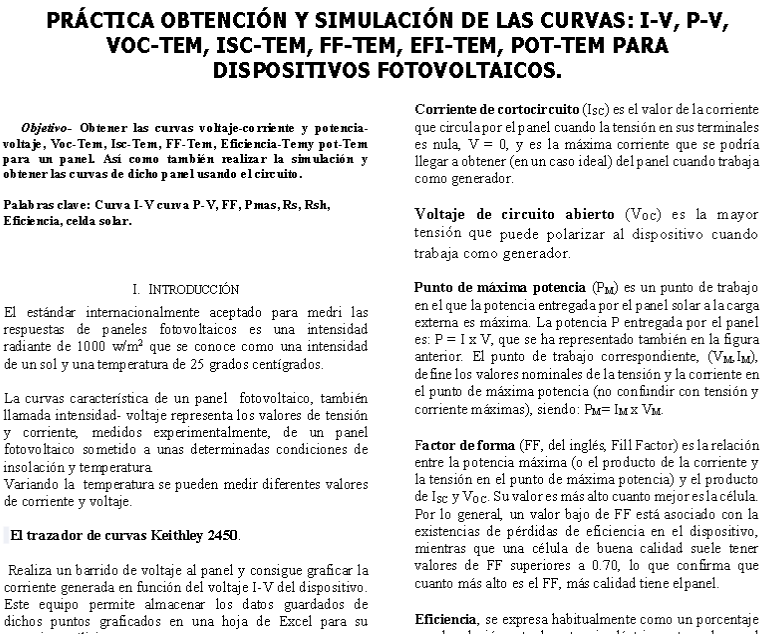 PRÁCTICA OBTENCIÓN Y SIMULACIÓN DE LAS CURVAS: I-V, P-V,
VOC-TEM, ISC-TEM, FF-TEM, EFI-TEM, POT-TEM PARA
DISPOSITIVOS FOTOVOLTAICOS.
Objetivo- Obtener las curvas voltaje-corriente y potencia-
voltaje, Voc-Tem, Isc-Tem, FF-Tem, Eficiencia-Temy pot-Tem
para un panel. Así como también realizar la simulación y
obtener las curvas de dicho panel usando el circuito.
Palabras clave: Curva I-V curva P-V, FF, Pmas, Rs, Rsh,
Eficiencia, celda solar.
I. INTRODUCCIÓN
El estándar internacionalmente aceptado para medri las
respuestas de paneles fotovoltaicos es una intensidad
radiante de 1000 w/m² que se conoce como una intensidad
de un sol y una temperatura de 25 grados centígrados.
La curvas característica de un panel fotovoltaico, también
llamada intensidad- voltaje representa los valores de tensión
y corriente, medidos experimentalmente, de un panel
fotovoltaico sometido a unas determinadas condiciones de
insolación y temperatura
Variando la temperatura se pueden medir diferentes valores
de corriente y voltaje.
El trazador de curvas Keithley 2450.
Realiza un barrido de voltaje al panel y consigue graficar la
corriente generada en función del voltaje I-V del dispositivo.
Este equipo permite almacenar los datos guardados de
dichos puntos graficados en una hoja de Excel para su
Corriente de cortocircuito (ISC) es el valor de la corriente
que circula por el panel cuando la tensión en sus terminales
es nula, V = 0, y es la máxima corriente que se podría
llegar a obtener (en un caso ideal) del panel cuando trabaja
como generador.
Voltaje de circuito abierto (VOC) es la mayor
tensión que puede polarizar al dispositivo cuando
trabaja como generador.
Punto de máxima potencia (PM) es un punto de trabajo
en el que la potencia entregada por el panel solar a la carga
externa es máxima. La potencia P entregada por el panel
es: P = I x V, que se ha representado también en la figura
anterior. El punto de trabajo correspondiente, (VM,IM),
define los valores nominales de la tensión y la corriente en
el punto de máxima potencia (no confundir con tensión y
corriente máximas), siendo: PM= IM x VM.
Factor de forma (FF, del inglés, Fill Factor) es la relación
entre la potencia máxima (o el producto de la corriente y
la tensión en el punto de máxima potencia) y el producto
de ISC y VOC. Su valor es más alto cuanto mejor es la célula.
Por lo general, un valor bajo de FF está asociado con la
existencias de pérdidas de eficiencia en el dispositivo,
mientras que una célula de buena calidad suele tener
valores de FF superiores a 0.70, lo que confirma que
cuanto más alto es el FF, más calidad tiene el panel.
Eficiencia, se expresa habitualmente como un porcentaje